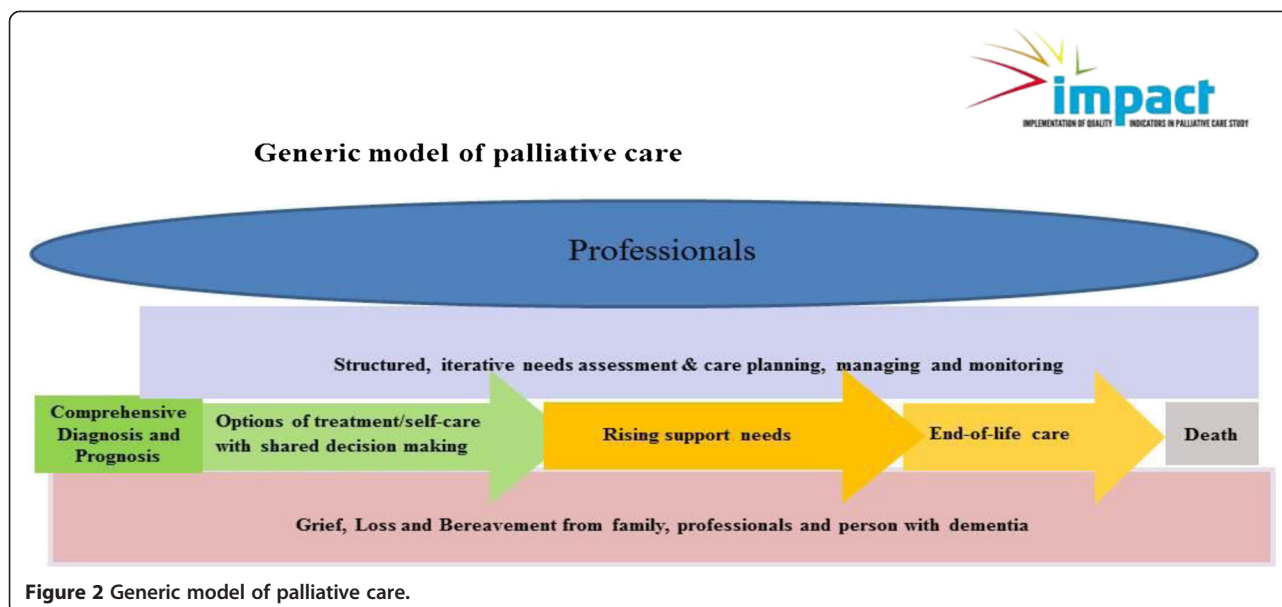 impact
IMPLEMENTATION OF QUALITY INDICATORS IN PALLIATIVE CARE STUDY
Generic model of palliative care
Professionals
Structured, iterative needs assessment & care planning, managing and monitoring
Comprehensive
Diagnosis and
Prognosis
Options of treatment/self-care
with shared decision making
Rising support needs
End-of-life care
Death
Grief, Loss and Bereavement from family, professionals and person with dementia
Figure 2 Generic model of palliative care.